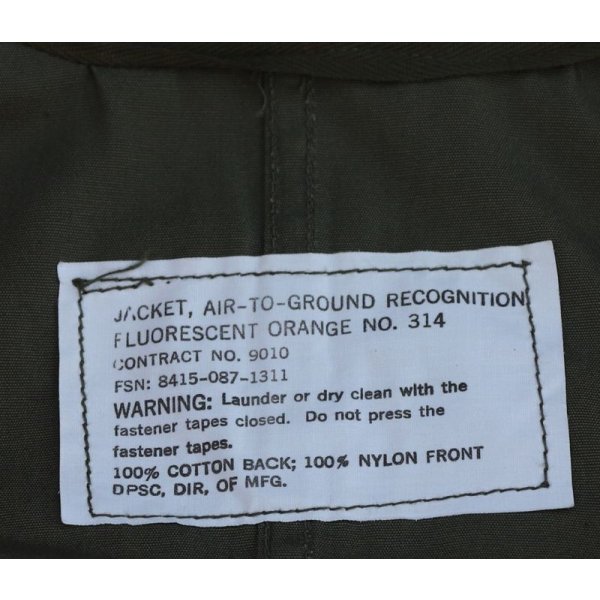 JACKET, AIR-TO-GROUND RECOGNITION
FLUORESCENT ORANGE NO. 314
CONTRACT NO. 9010
FSN: 8415-087-1311
WARNING: Launder or dry clean with the
fastener tapes closed. Do not press the
fastener tapes.
100% COTTON BACK; 100% NYLON FRONT
DPSC, DIR, OF MFG.